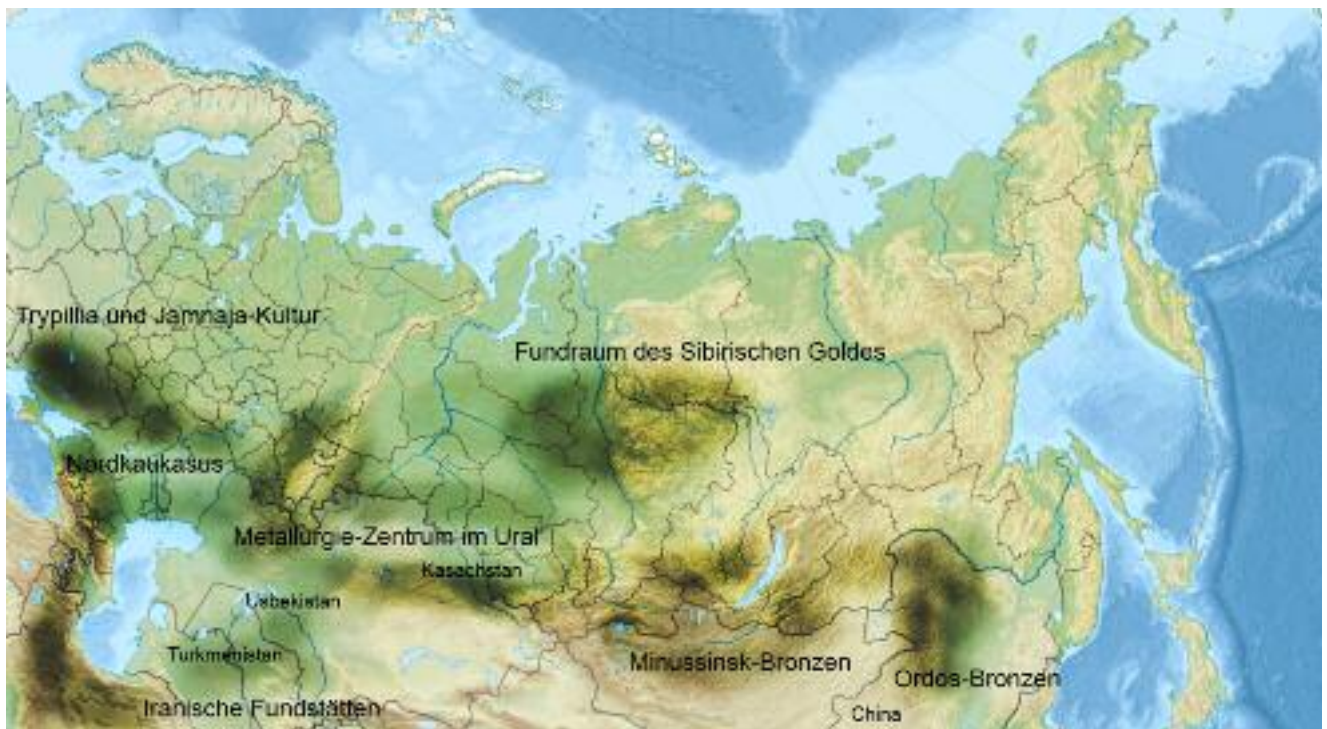 Trypillia und Jamnaja-Kultur
Fundraum des Sibirischen Goldes
Nordkaukasus
Metallurgie-Zentrum im Ural
Kasachstan
Usbekistan
Turkmenistan
Minussinsk-Bronzen
Ordos-Bronzen
Iranische Fundstätten
China